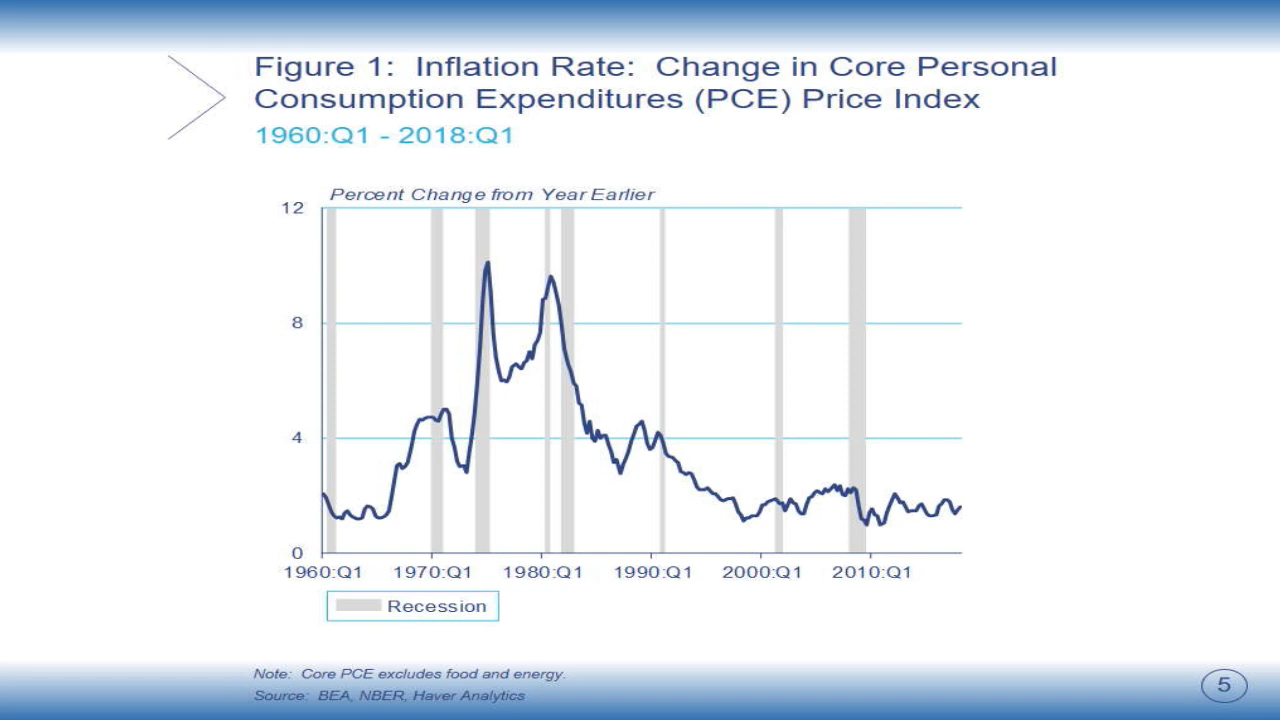 Figure 1: Inflation Rate: Change in Core Personal
Consumption Expenditures (PCE) Price Index
1960:Q1 - 2018:Q1
Percent Change from Year Earlier
12
8
4
0
1960:Q1 1970:Q1 1980:Q1 1990:Q1 2000:Q1 2010:Q1
Recession
Note: Core PCE excludes food and energy.
Source: BEA, NBER, Haver Analytics
5